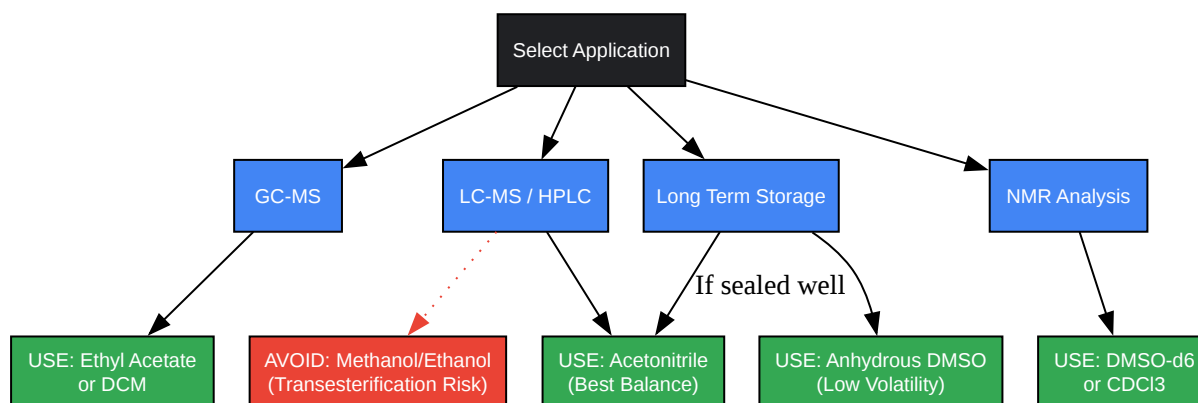 Select Application
GC-MS
LC-MS / HPLC
Long Term Storage
NMR Analysis
If sealed well
USE: Ethyl Acetate
or DCM
AVOID: Methanol/Ethanol
(Transesterification Risk)
USE: Acetonitrile
(Best Balance)
USE: Anhydrous DMSO
(Low Volatility)
USE: DMSO-d6
or CDCl3